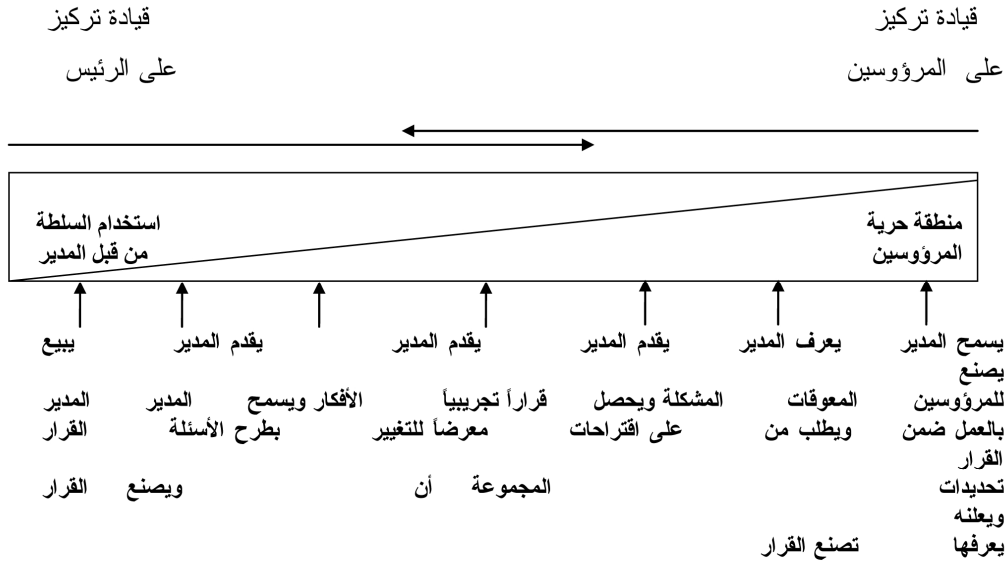 قيادة تركيز قيادة تركيز
على المرؤوسين على الرئيس
منطقة حرية استخدام السلطة
المرؤوسين من قبل المدير
يسمح المدير يعرف المدير يقدم المدير يقدم المدير يقدم المدير يبيع
يصنع
للمرؤوسين المعوقات المشكلة ويحصل قراراً تجريبياً الأفكار ويسمح المدير المدير
بالعمل ضمن ويطلب من على اقتراحات معرضاً للتغيير بطرح الأسئلة القرار
القرار
تحديدات المجموعة أن ويصنع القرار
ويعلنه
يعرفها تصنع القرار